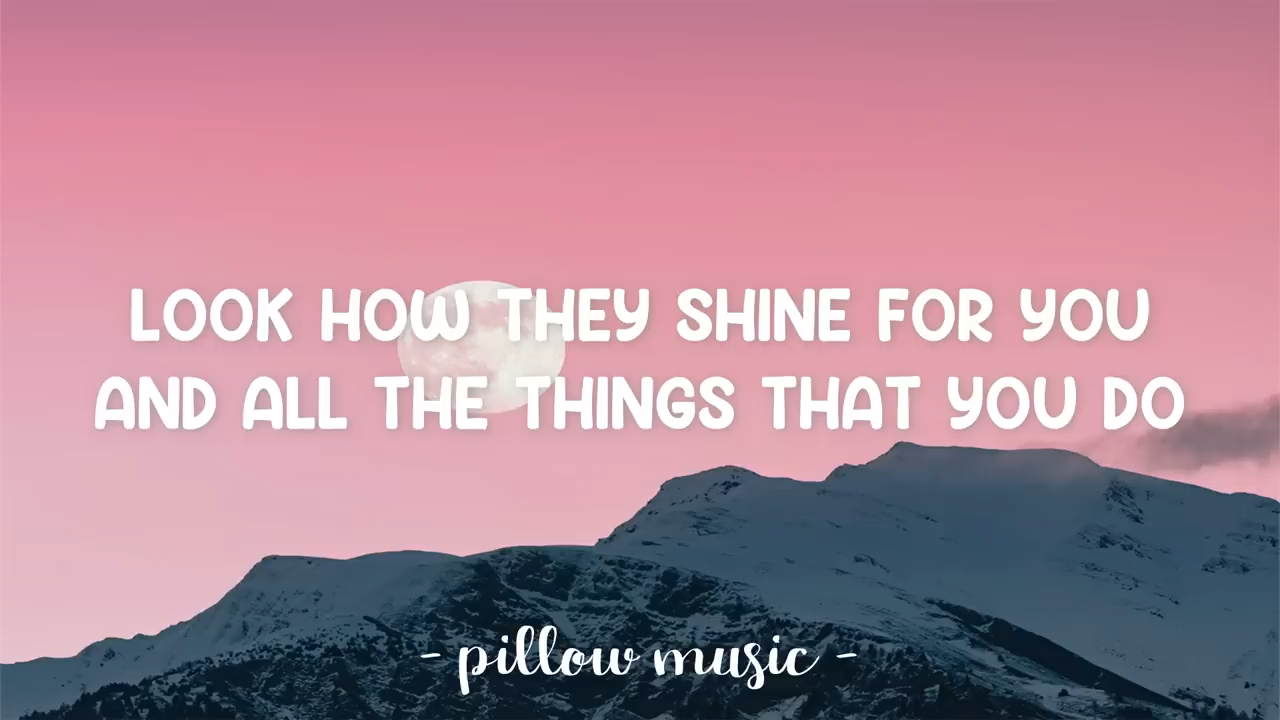 LOOK HOW THEY SHINE FOR YOU
AND ALL THE THINGS THAT YOU DO
- pillow music -